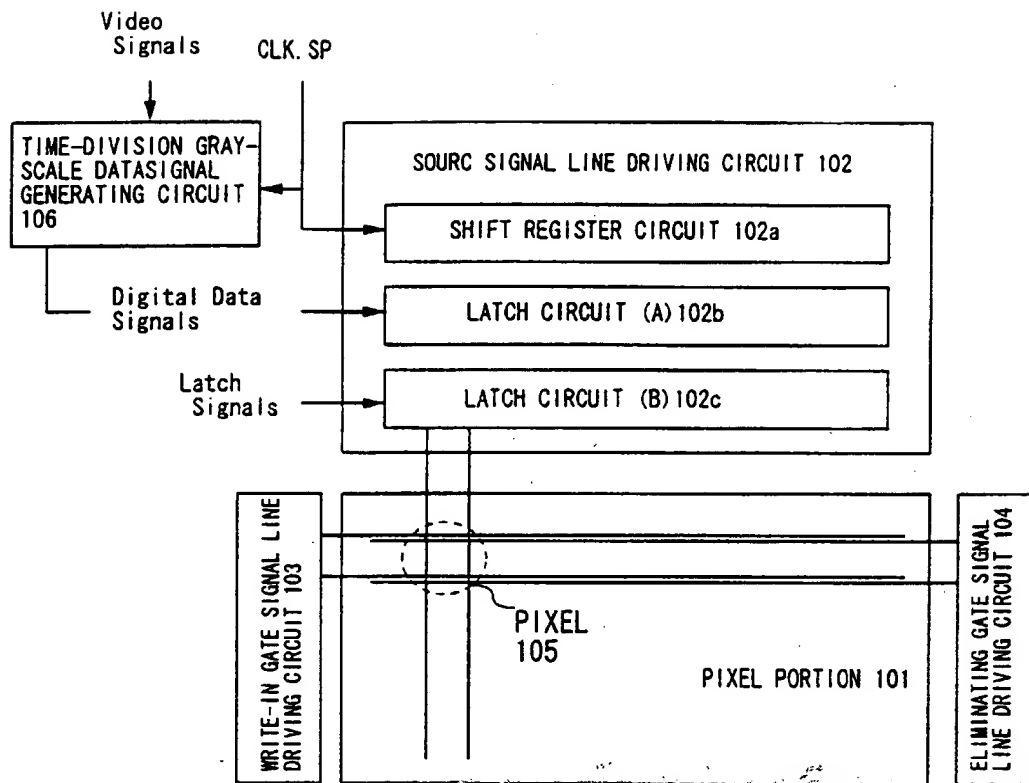 Video
Signals
CLK.SP
TIME-DIVISION GRAY-
SCALE DATASIGNAL
GENERATING CIRCUIT
106
SOURC SIGNAL LINE DRIVING CIRCUIT 102
SHIFT REGISTER CIRCUIT 102a
Digital Data
Signals
LATCH CIRCUIT (A)102b
Latch
Signals
LATCH CIRCUIT (B)102c
WRITE-IN GATE SIGNAL LINE
DRIVING CIRCUIT 103
PIXEL
105
PIXEL PORTION 101
ELIMINATING GATE SIGNAL
LINE DRIVING CIRCUIT 104